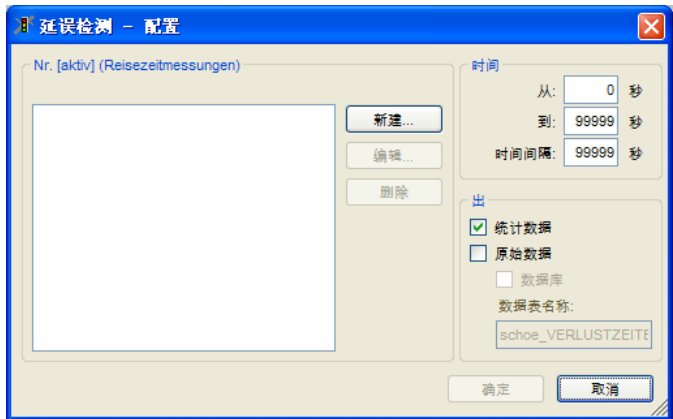 延误检测 - 配置
Nr. [aktiv] (Reisezeitmessungen)
新建...
编辑...
删除
时间
从: 0 秒
到: 99999 秒
时间间隔: 99999 秒
出
统计数据
原始数据
数据库
数据表名称:
schoe_VERLUSTZEITE
确定
取消